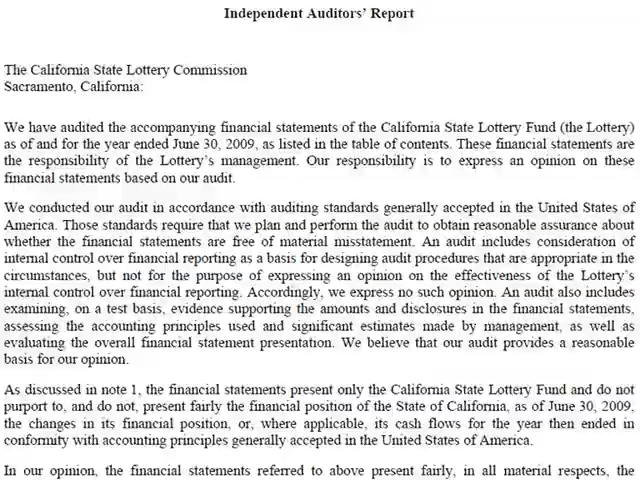 Independent Auditors’ Report
The California State Lottery Commission
Sacramento, California:
We have audited the accompanying financial statements of the California State Lottery Fund (the Lottery)
as of and for the year ended June 30, 2009, as listed in the table of contents. These financial statements are
the responsibility of the Lottery’s management. Our responsibility is to express an opinion on these
financial statements based on our audit.
We conducted our audit in accordance with auditing standards generally accepted in the United States of
America. Those standards require that we plan and perform the audit to obtain reasonable assurance about
whether the financial statements are free of material misstatement. An audit includes consideration of
internal control over financial reporting as a basis for designing audit procedures that are appropriate in the
circumstances, but not for the purpose of expressing an opinion on the effectiveness of the Lottery’s
internal control over financial reporting. Accordingly, we express no such opinion. An audit also includes
examining, on a test basis, evidence supporting the amounts and disclosures in the financial statements,
assessing the accounting principles used and significant estimates made by management, as well as
evaluating the overall financial statement presentation. We believe that our audit provides a reasonable
basis for our opinion.
As discussed in note 1, the financial statements present only the California State Lottery Fund and do not
purport to, and do not, present fairly the financial position of the State of California, as of June 30, 2009,
the changes in its financial position, or, where applicable, its cash flows for the year then ended in
conformity with accounting principles generally accepted in the United States of America.
In our opinion, the financial statements referred to above present fairly, in all material respects, the